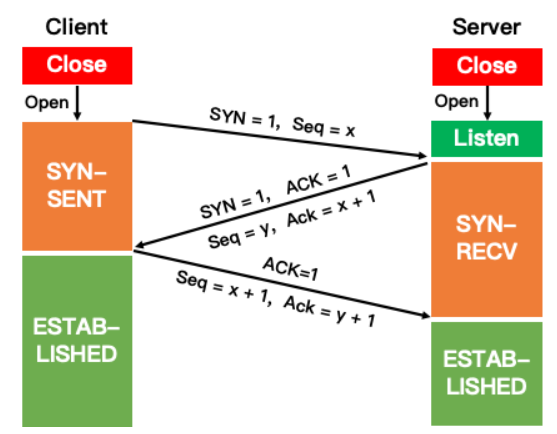 Client
Server
Close
Close
Open
Open
SYN = 1, Seq = x
Listen
SYN–
SENT
SYN = 1, ACK = 1
Seq = y, Ack = x + 1
SYN–
RECV
ACK=1
Seq = x + 1, Ack = y + 1
ESTAB–
LISHED
ESTAB–
LISHED